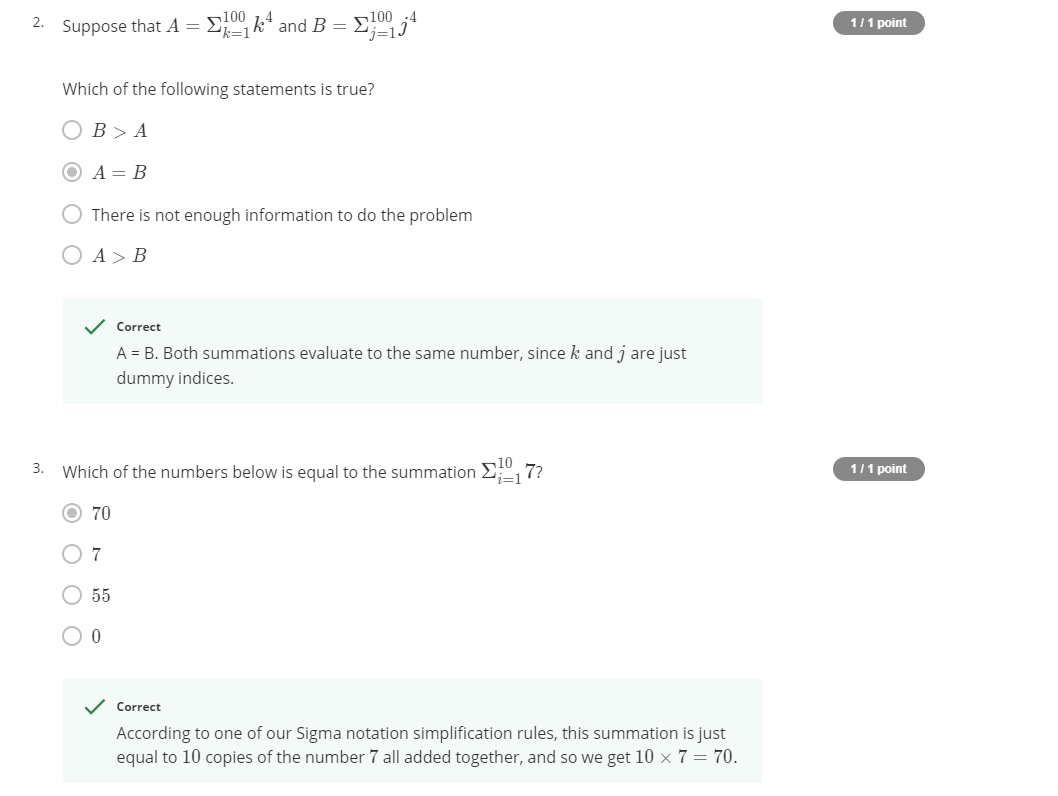 2. Suppose that A = Σ_{k=1}^{100} k^4 and B = Σ_{j=1}^{100} j^4
1 / 1 point
Which of the following statements is true?
B > A
A = B
There is not enough information to do the problem
A > B
Correct
A = B. Both summations evaluate to the same number, since k and j are just
dummy indices.
3. Which of the numbers below is equal to the summation Σ_{i=1}^{10} 7?
1 / 1 point
70
7
55
0
Correct
According to one of our Sigma notation simplification rules, this summation is just
equal to 10 copies of the number 7 all added together, and so we get 10 × 7 = 70.